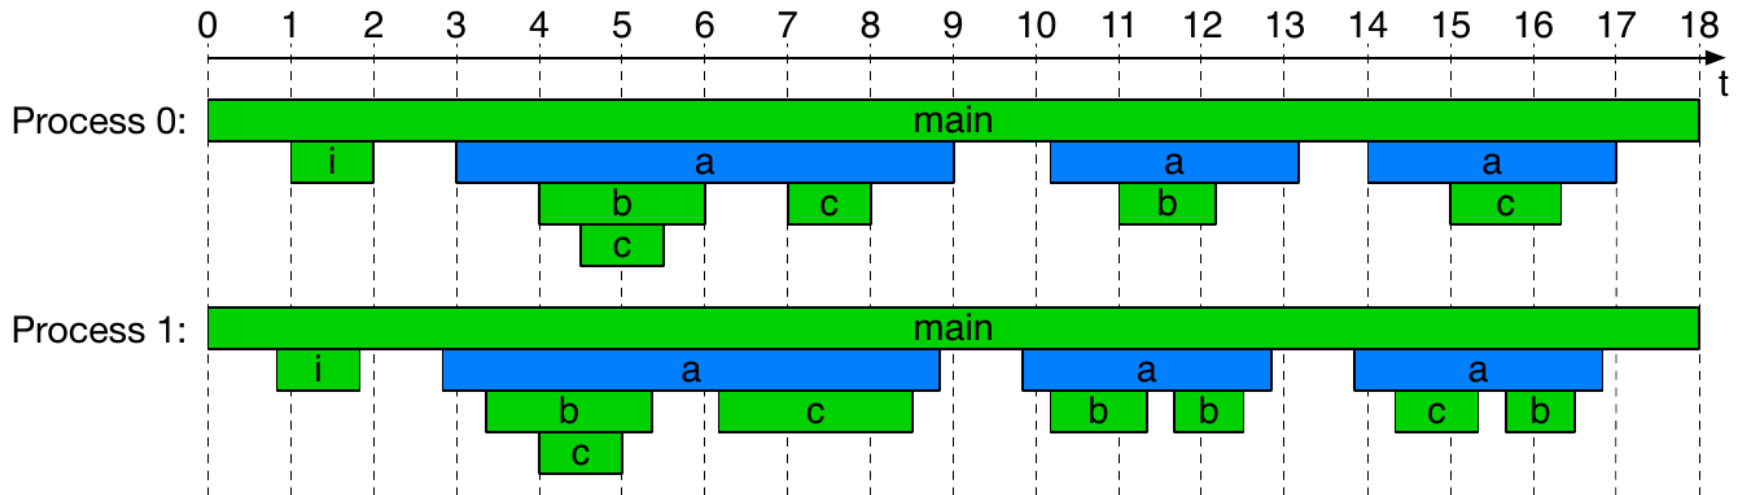 0 1 2 3 4 5 6 7 8 9 10 11 12 13 14 15 16 17 18
t
Process 0: main
i a a a
b c b c
c
Process 1: main
i a a a
b c b b c b
c